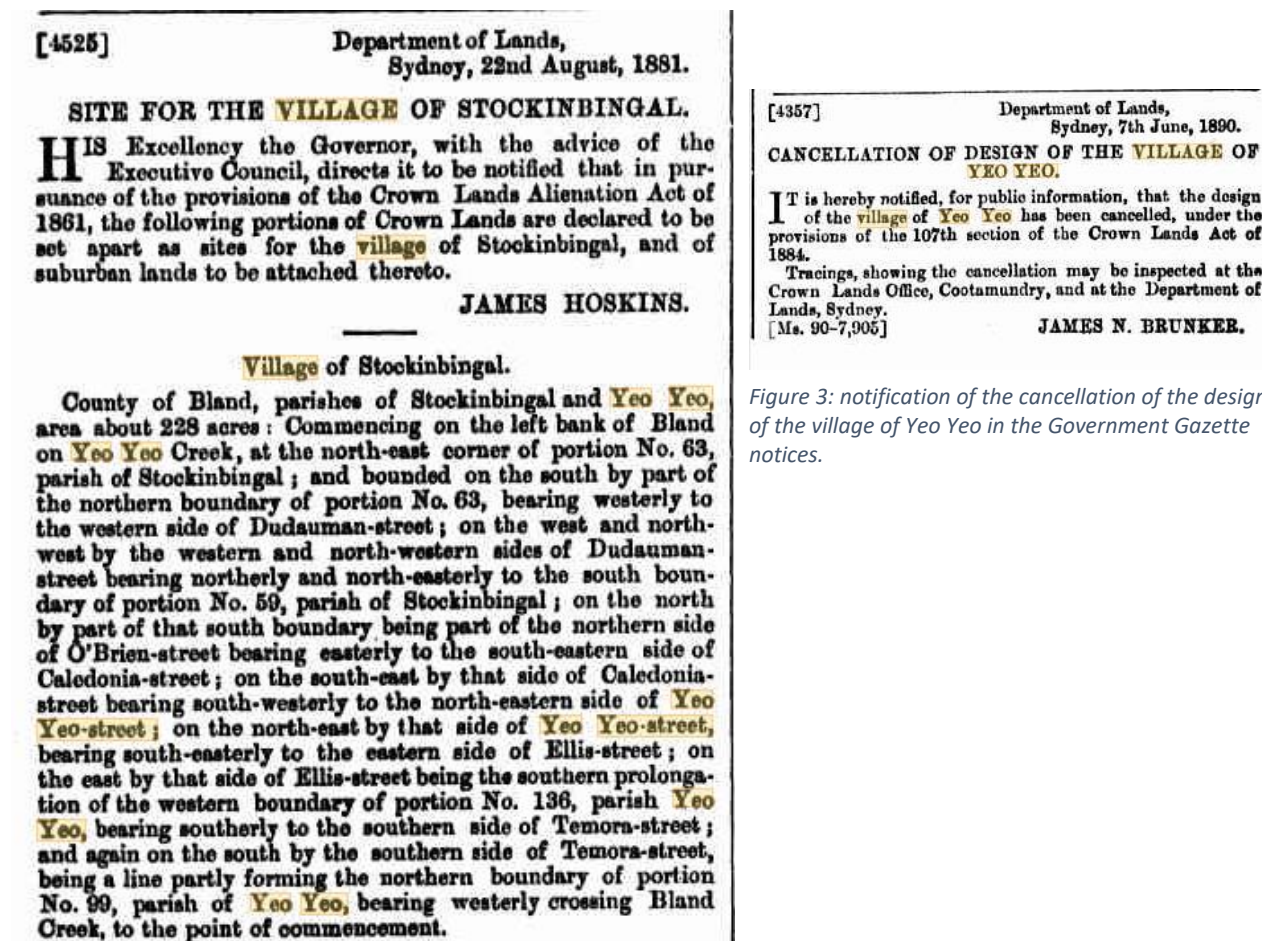 [4525] Department of Lands,
Sydney, 22nd August, 1881.
SITE FOR THE VILLAGE OF STOCKINBINGAL.
HIS Excellency the Governor, with the advice of the
Executive Council, directs it to be notified that in pur-
suance of the provisions of the Crown Lands Alienation Act of
1861, the following portions of Crown Lands are declared to be
set apart as sites for the village of Stockinbingal, and of
suburban lands to be attached thereto.
JAMES HOSKINS.
Village of Stockinbingal.
County of Bland, parishes of Stockinbingal and Yeo Yeo,
area about 228 acres: Commencing on the left bank of Bland
on Yeo Yeo Creek, at the north-east corner of portion No. 63,
parish of Stockinbingal; and bounded on the south by part of
the northern boundary of portion No. 63, bearing westerly to
the western side of Dudauman-street; on the west and north-
west by the western and north-western sides of Dudauman-
street bearing northerly and north-easterly to the south boun-
dary of portion No. 59, parish of Stockinbingal; on the north
by part of that south boundary being part of the northern side
of O'Brien-street bearing easterly to the south-eastern side of
Caledonia-street; on the south-east by that side of Caledonia-
street bearing south-westerly to the north-eastern side of Yeo
Yeo-street; on the north-east by that side of Yeo Yeo-street,
bearing south-easterly to the eastern side of Ellis-street; on
the east by that side of Ellis-street being the southern prolonga-
tion of the western boundary of portion No. 136, parish Yeo
Yeo, bearing southerly to the southern side of Temora-street;
and again on the south by the southern side of Temora-street,
being a line partly forming the northern boundary of portion
No. 99, parish of Yeo Yeo, bearing westerly crossing Bland
Creek, to the point of commencement.
[4357] Department of Lands,
Sydney, 7th June, 1890.
CANCELLATION OF DESIGN OF THE VILLAGE OF
YEO YEO.
IT is hereby notified, for public information, that the design
of the village of Yeo Yeo has been cancelled, under the
provisions of the 107th section of the Crown Lands Act of
1884.
Tracings, showing the cancellation may be inspected at the
Crown Lands Office, Cootamundry, and at the Department of
Lands, Sydney.
[Ms. 90-7,905] JAMES N. BRUNKER.
Figure 3: notification of the cancellation of the design
of the village of Yeo Yeo in the Government Gazette
notices.